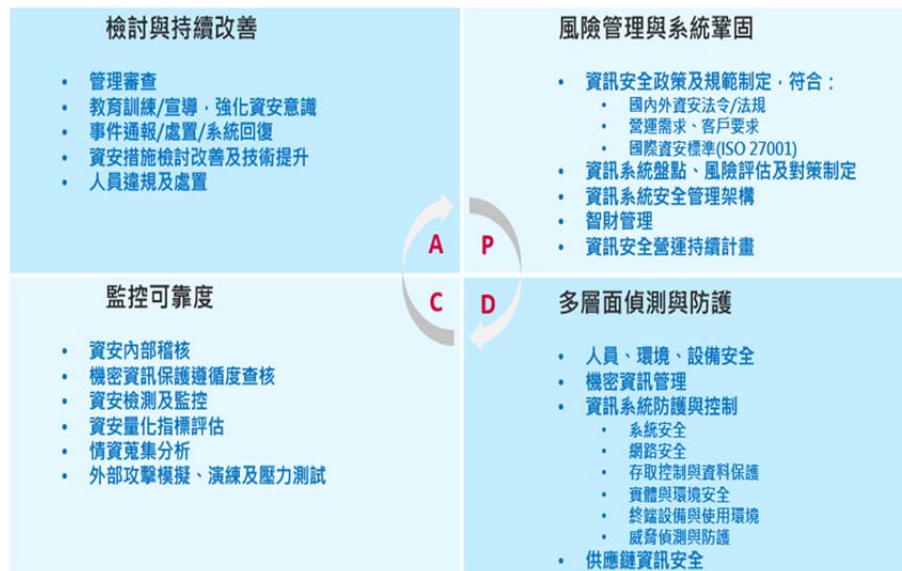 檢討與持續改善
• 管理審查
• 教育訓練/宣導，強化資安意識
• 事件通報/處置/系統回復
• 資安措施檢討改善及技術提升
• 人員違規及處置
風險管理與系統鞏固
• 資訊安全政策及規範制定，符合：
• 國內外資安法令/法規
• 營運需求、客戶要求
• 國際資安標準(ISO 27001)
• 資訊系統盤點、風險評估及對策制定
• 資訊系統安全管理架構
• 智財管理
• 資訊安全營運持續計畫
A
P
C
D
監控可靠度
• 資安內部稽核
• 機密資訊保護遵循度查核
• 資安檢測及監控
• 資安量化指標評估
• 情資蒐集分析
• 外部攻擊模擬、演練及壓力測試
多層面偵測與防護
• 人員、環境、設備安全
• 機密資訊管理
• 資訊系統防護與控制
• 系統安全
• 網路安全
• 存取控制與資料保護
• 實體與環境安全
• 終端設備與使用環境
• 威脅偵測與防護
• 供應鏈資訊安全